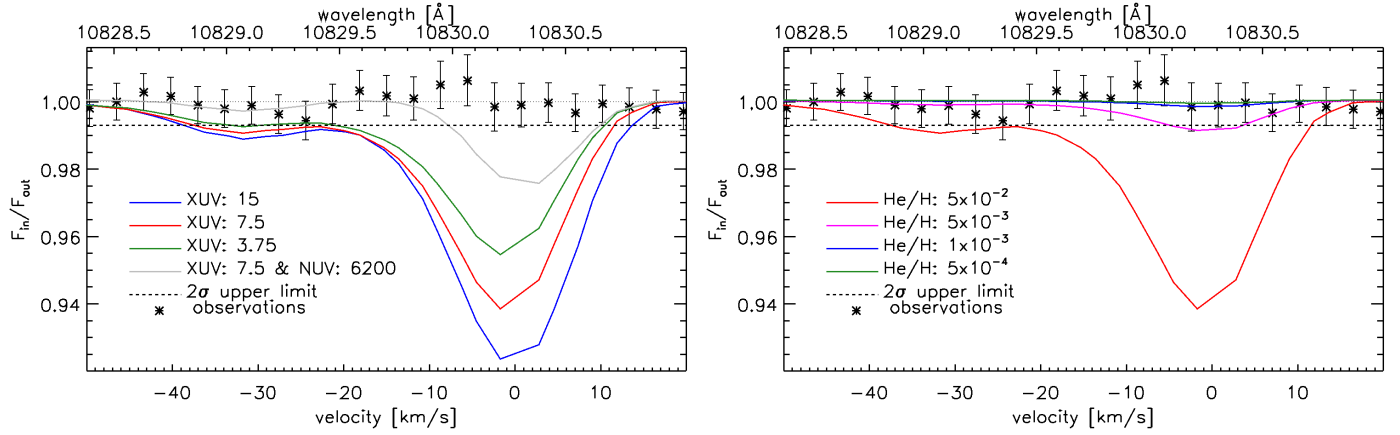 wavelength [Å]
10828.5 10829.0 10829.5 10830.0 10830.5
1.00
0.98
0.96
0.94
F_in/F_out
XUV: 15
XUV: 7.5
XUV: 3.75
XUV: 7.5 & NUV: 6200
2σ upper limit
observations
−40 −30 −20 −10 0 10
velocity [km/s]
wavelength [Å]
10828.5 10829.0 10829.5 10830.0 10830.5
1.00
0.98
0.96
0.94
F_in/F_out
He/H: 5x10⁻²
He/H: 5x10⁻³
He/H: 1x10⁻³
He/H: 5x10⁻⁴
2σ upper limit
observations
−40 −30 −20 −10 0 10
velocity [km/s]